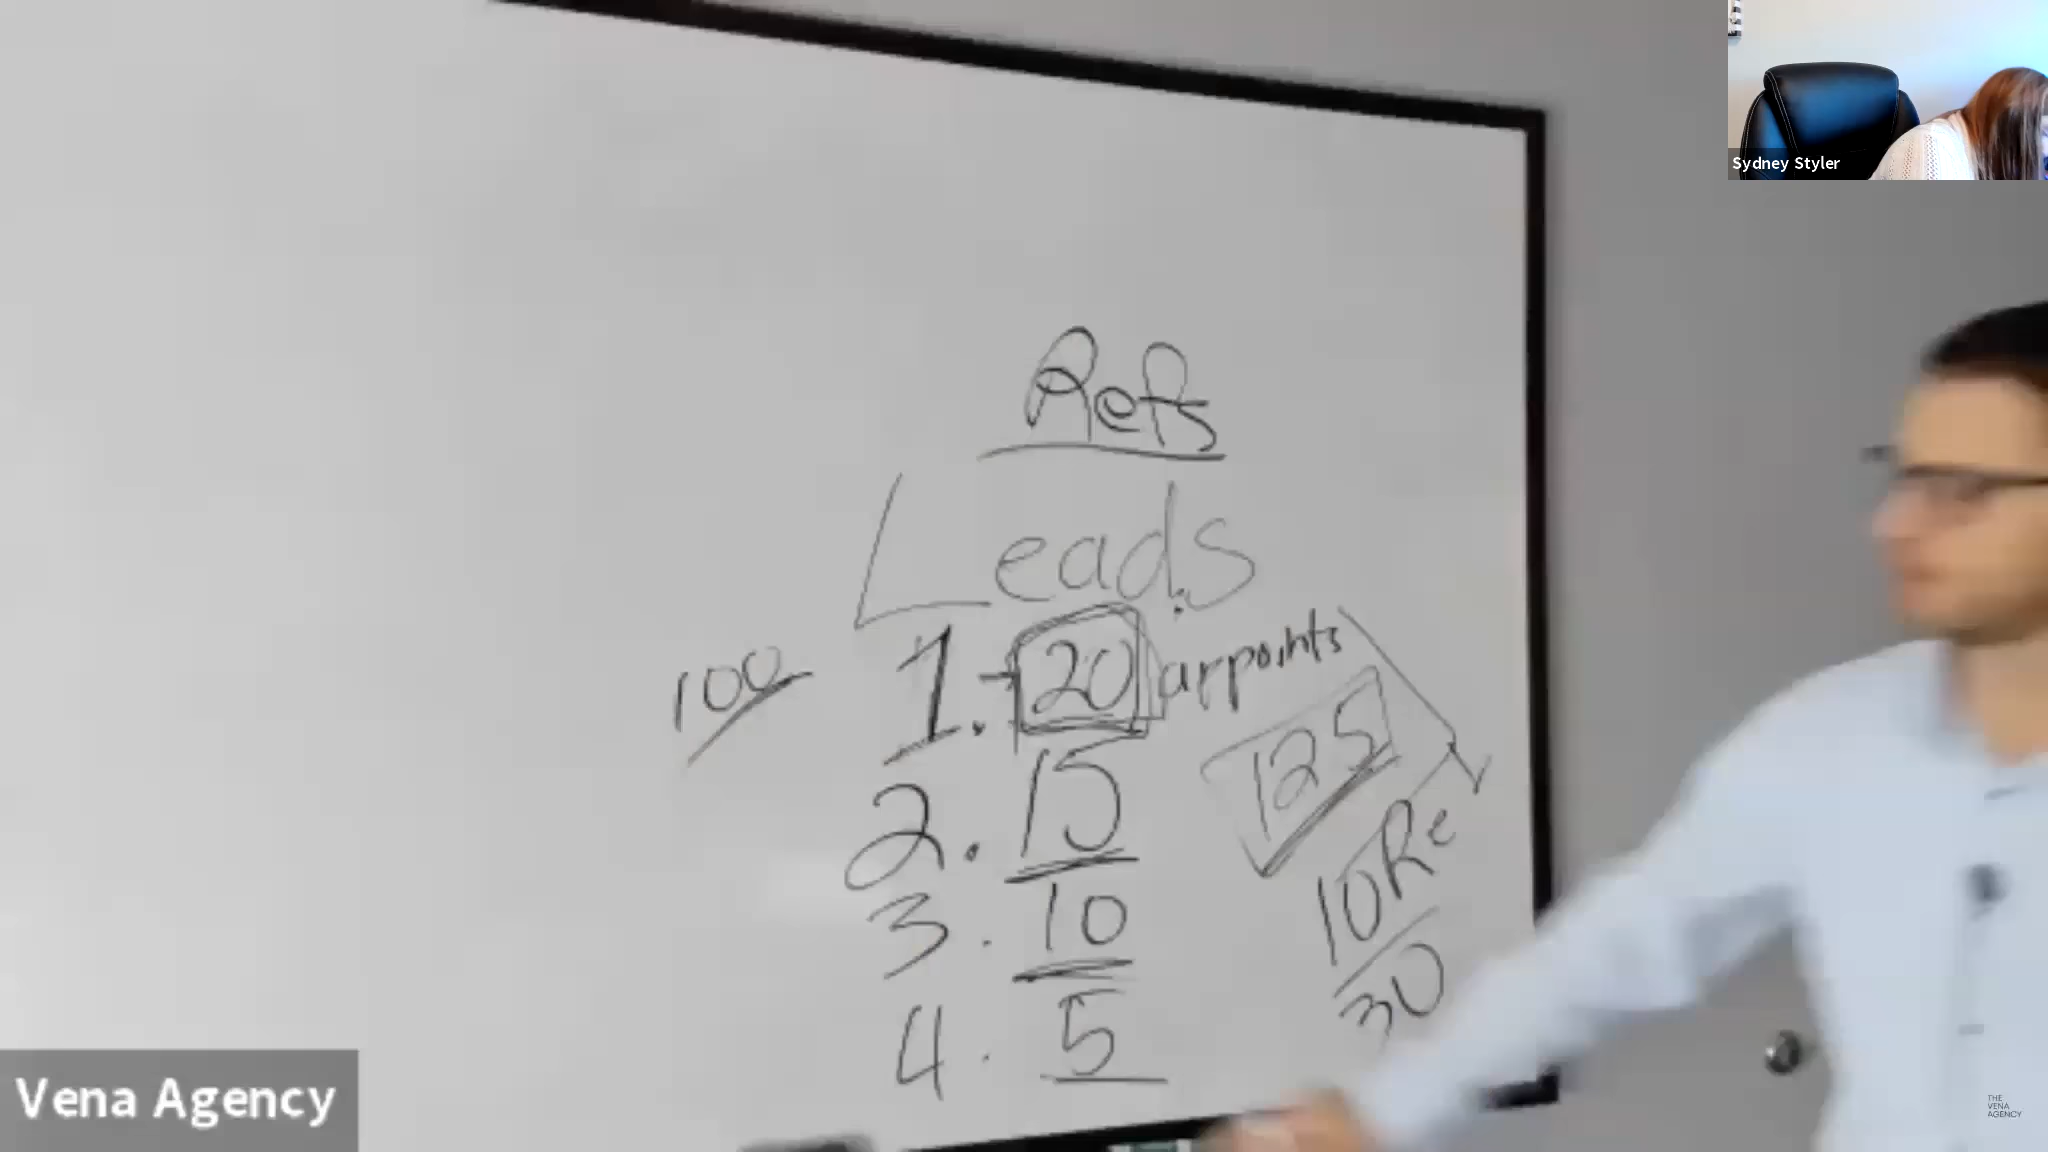 Sydney Styler
Refs
Leads
100
1. 20 appoints
125
2. 15
10 Re
3. 10
30
4. 5
Vena Agency
THE
VENA
AGENCY